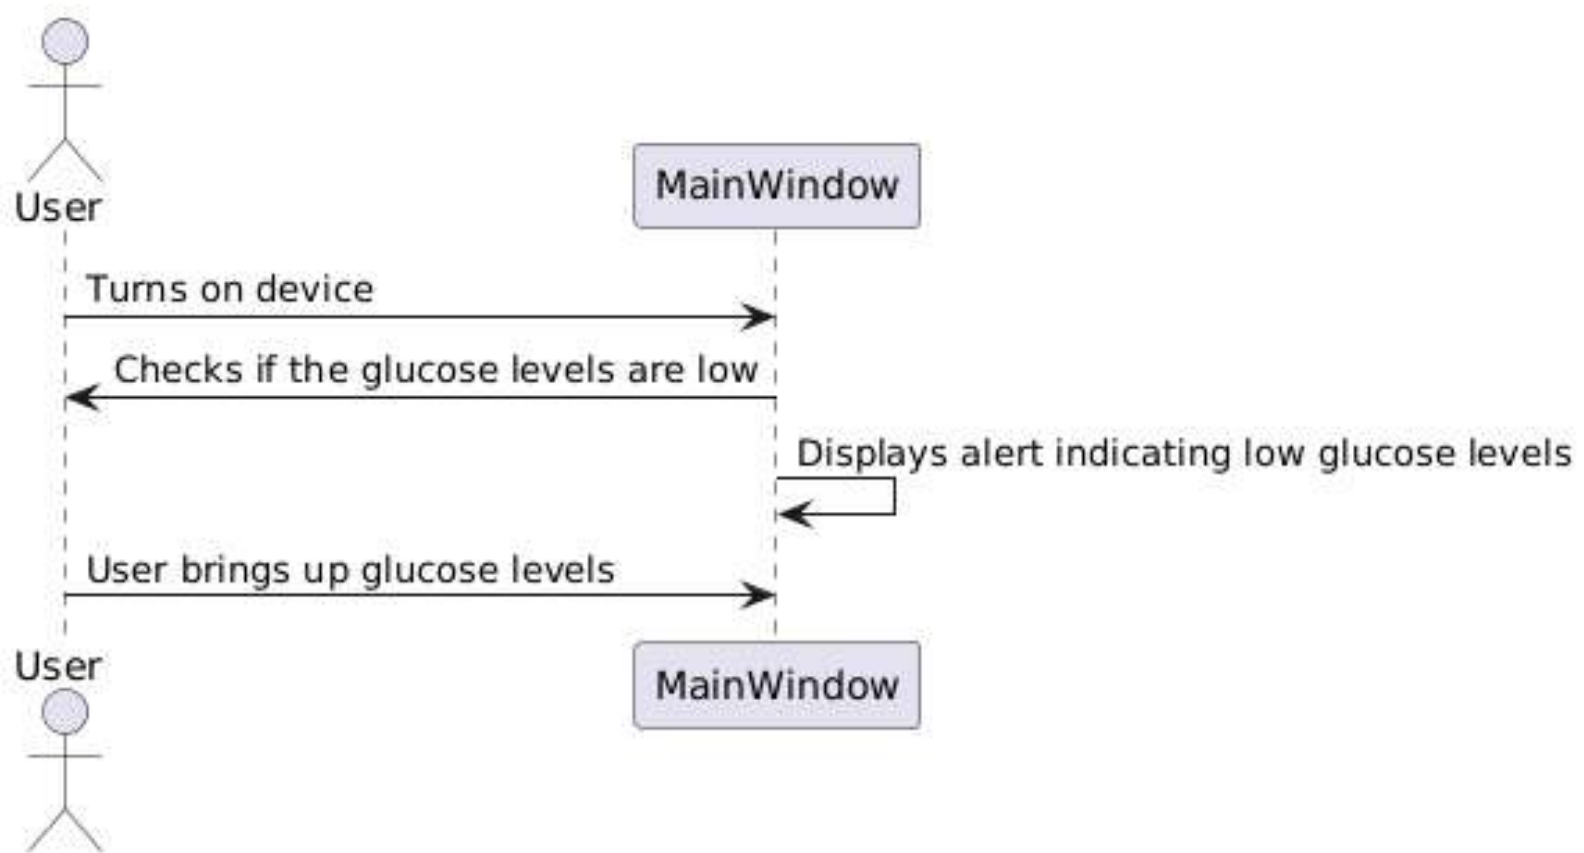 User
MainWindow
Turns on device
Checks if the glucose levels are low
Displays alert indicating low glucose levels
User brings up glucose levels
User
MainWindow